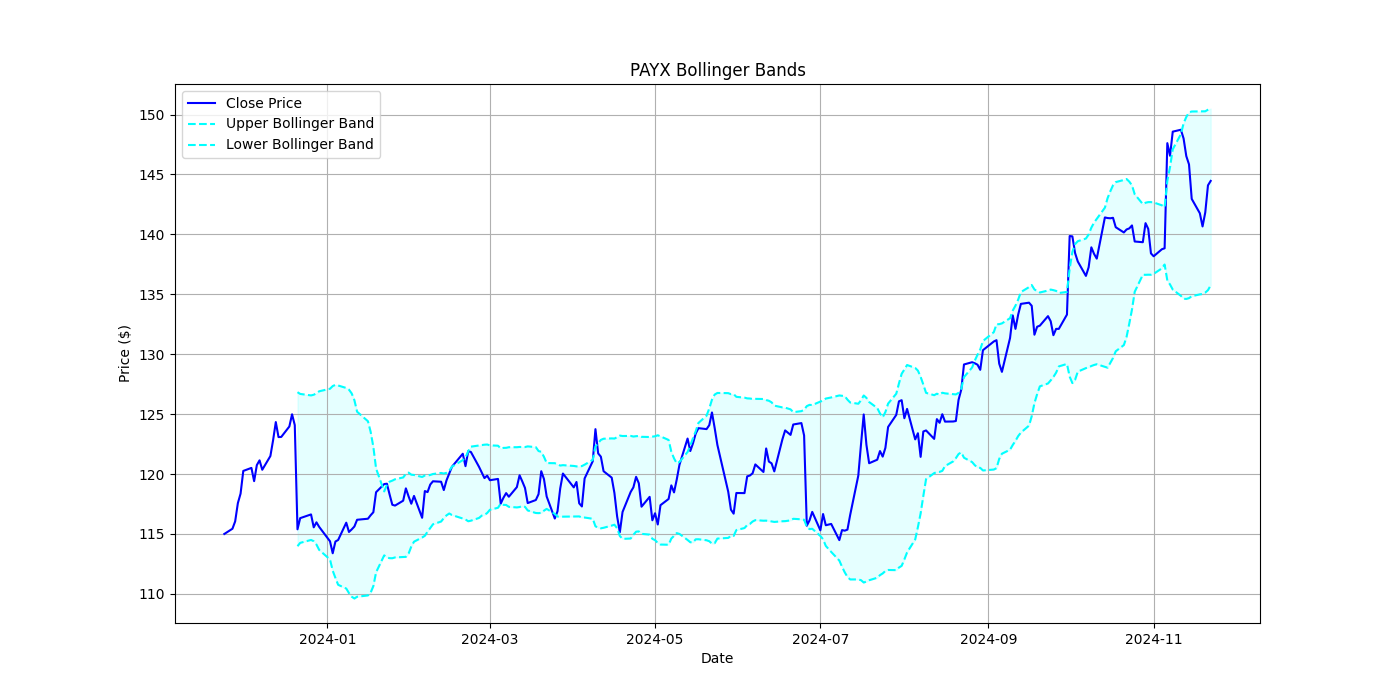 PAYX Bollinger Bands
Close Price
Upper Bollinger Band
Lower Bollinger Band
150
145
140
135
130
125
120
115
110
Price ($)
2024-01
2024-03
2024-05
2024-07
2024-09
2024-11
Date